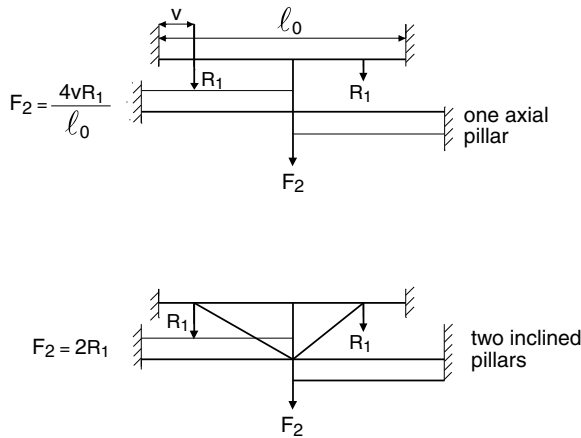 v
ℓ₀
R₁
R₁
F₂ = 4vR₁ / ℓ₀
one axial
pillar
F₂
R₁
R₁
F₂ = 2R₁
two inclined
pillars
F₂